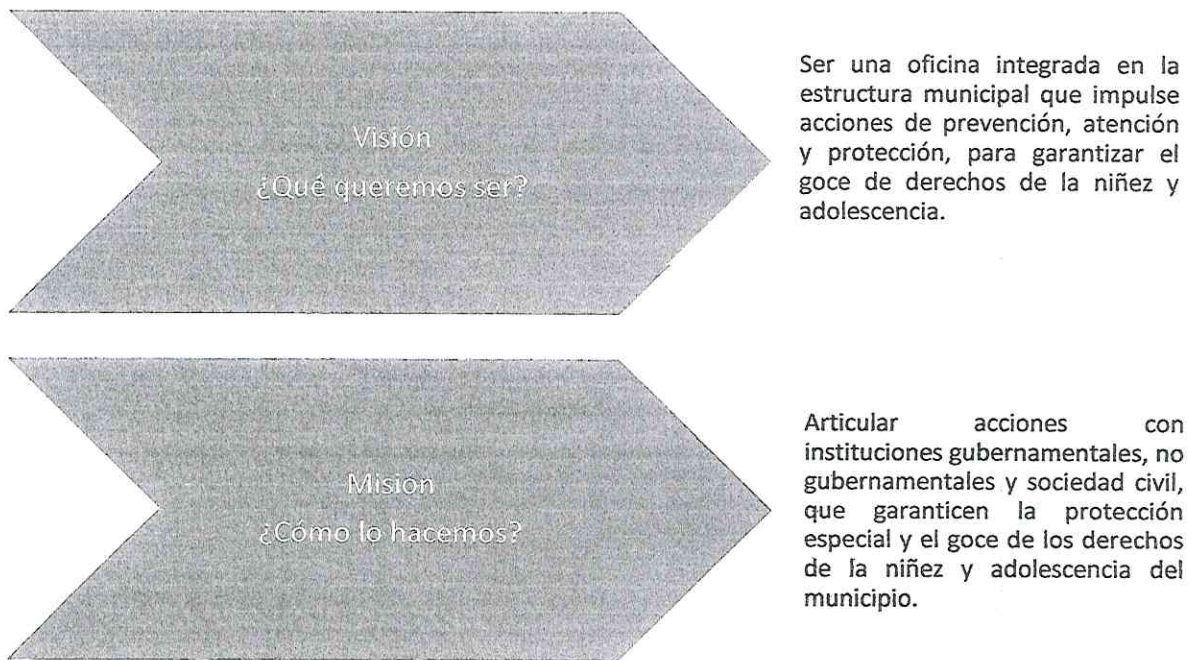 Visión
¿Qué queremos ser?
Ser una oficina integrada en la
estructura municipal que impulse
acciones de prevención, atención
y protección, para garantizar el
goce de derechos de la niñez y
adolescencia.
Misión
¿Cómo lo hacemos?
Articular acciones con
instituciones gubernamentales, no
gubernamentales y sociedad civil,
que garanticen la protección
especial y el goce de los derechos
de la niñez y adolescencia del
municipio.